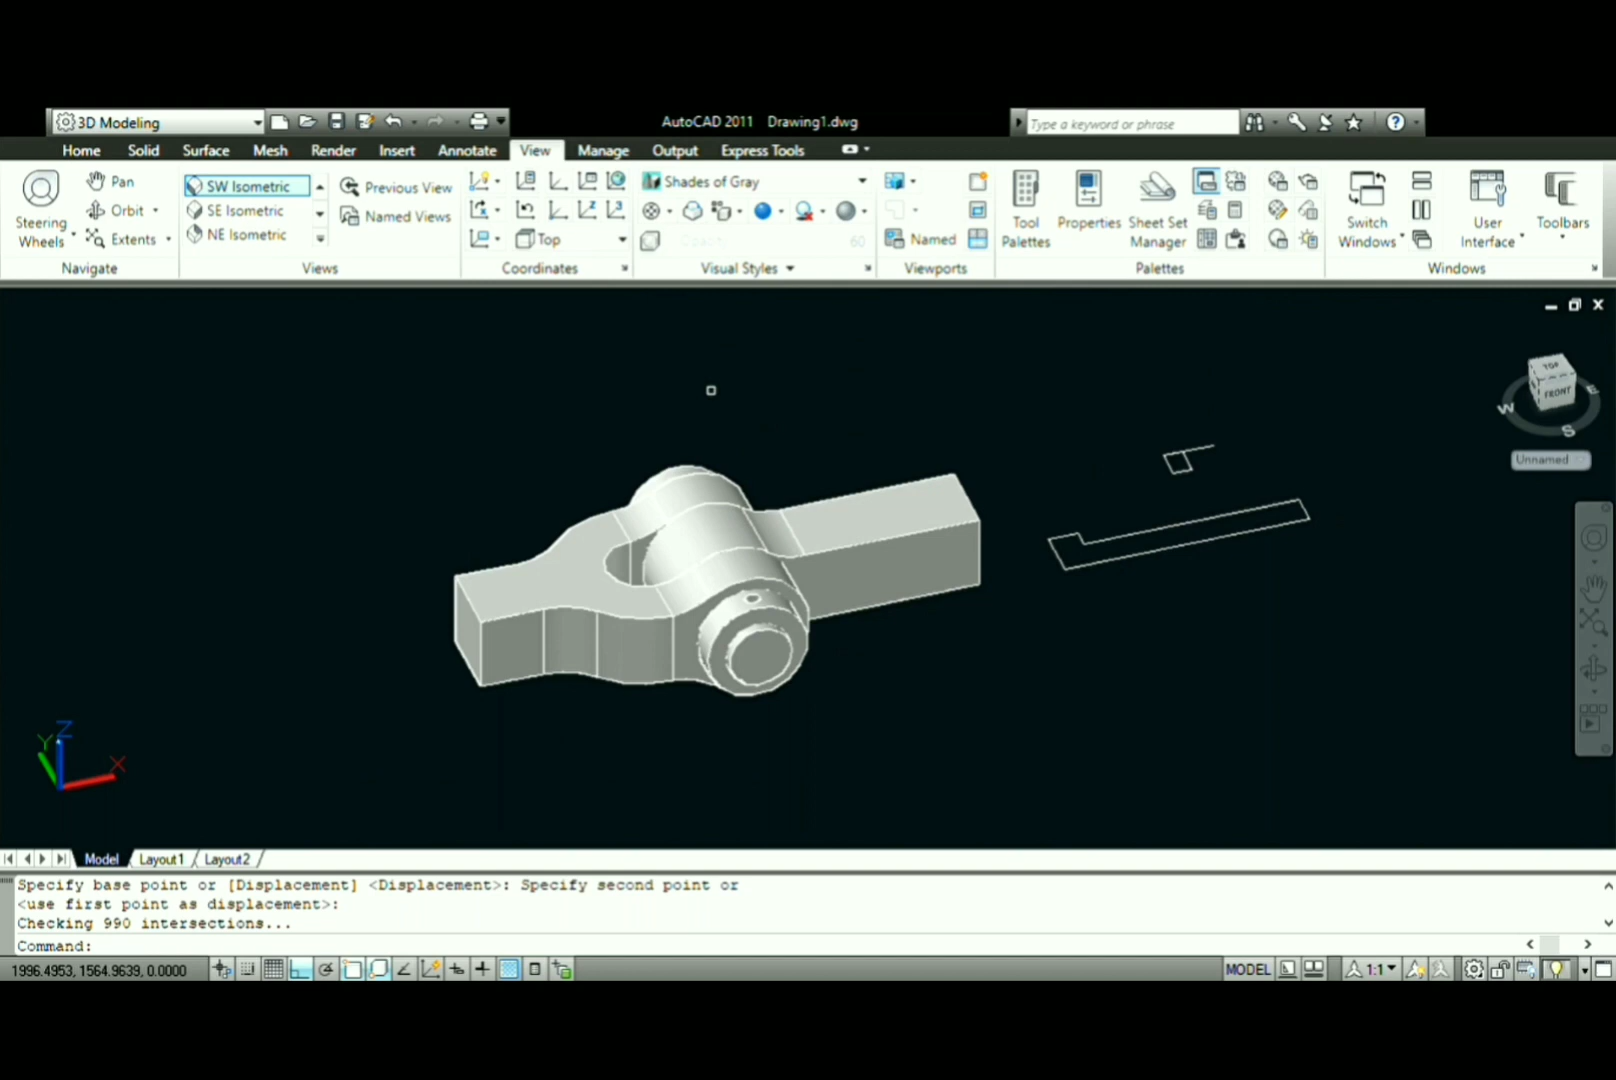 3D Modeling
AutoCAD 2011 Drawing1.dwg
Type a keyword or phrase
Home Solid Surface Mesh Render Insert Annotate View Manage Output Express Tools
Steering Wheels
Pan
Orbit
Extents
Navigate
SW Isometric
SE Isometric
NE Isometric
Previous View
Named Views
Views
Top
Coordinates
Shades of Gray
60
Visual Styles
Named
Viewports
Tool Palettes
Properties
Sheet Set Manager
Palettes
Switch Windows
User Interface
Toolbars
Windows
TOP
FRONT
W
E
S
Unnamed
Y
Z
X
Model Layout1 Layout2
Specify base point or [Displacement] <Displacement>: Specify second point or
<use first point as displacement>:
Checking 990 intersections...
Command:
1996.4953, 1564.9639, 0.0000
MODEL
1:1